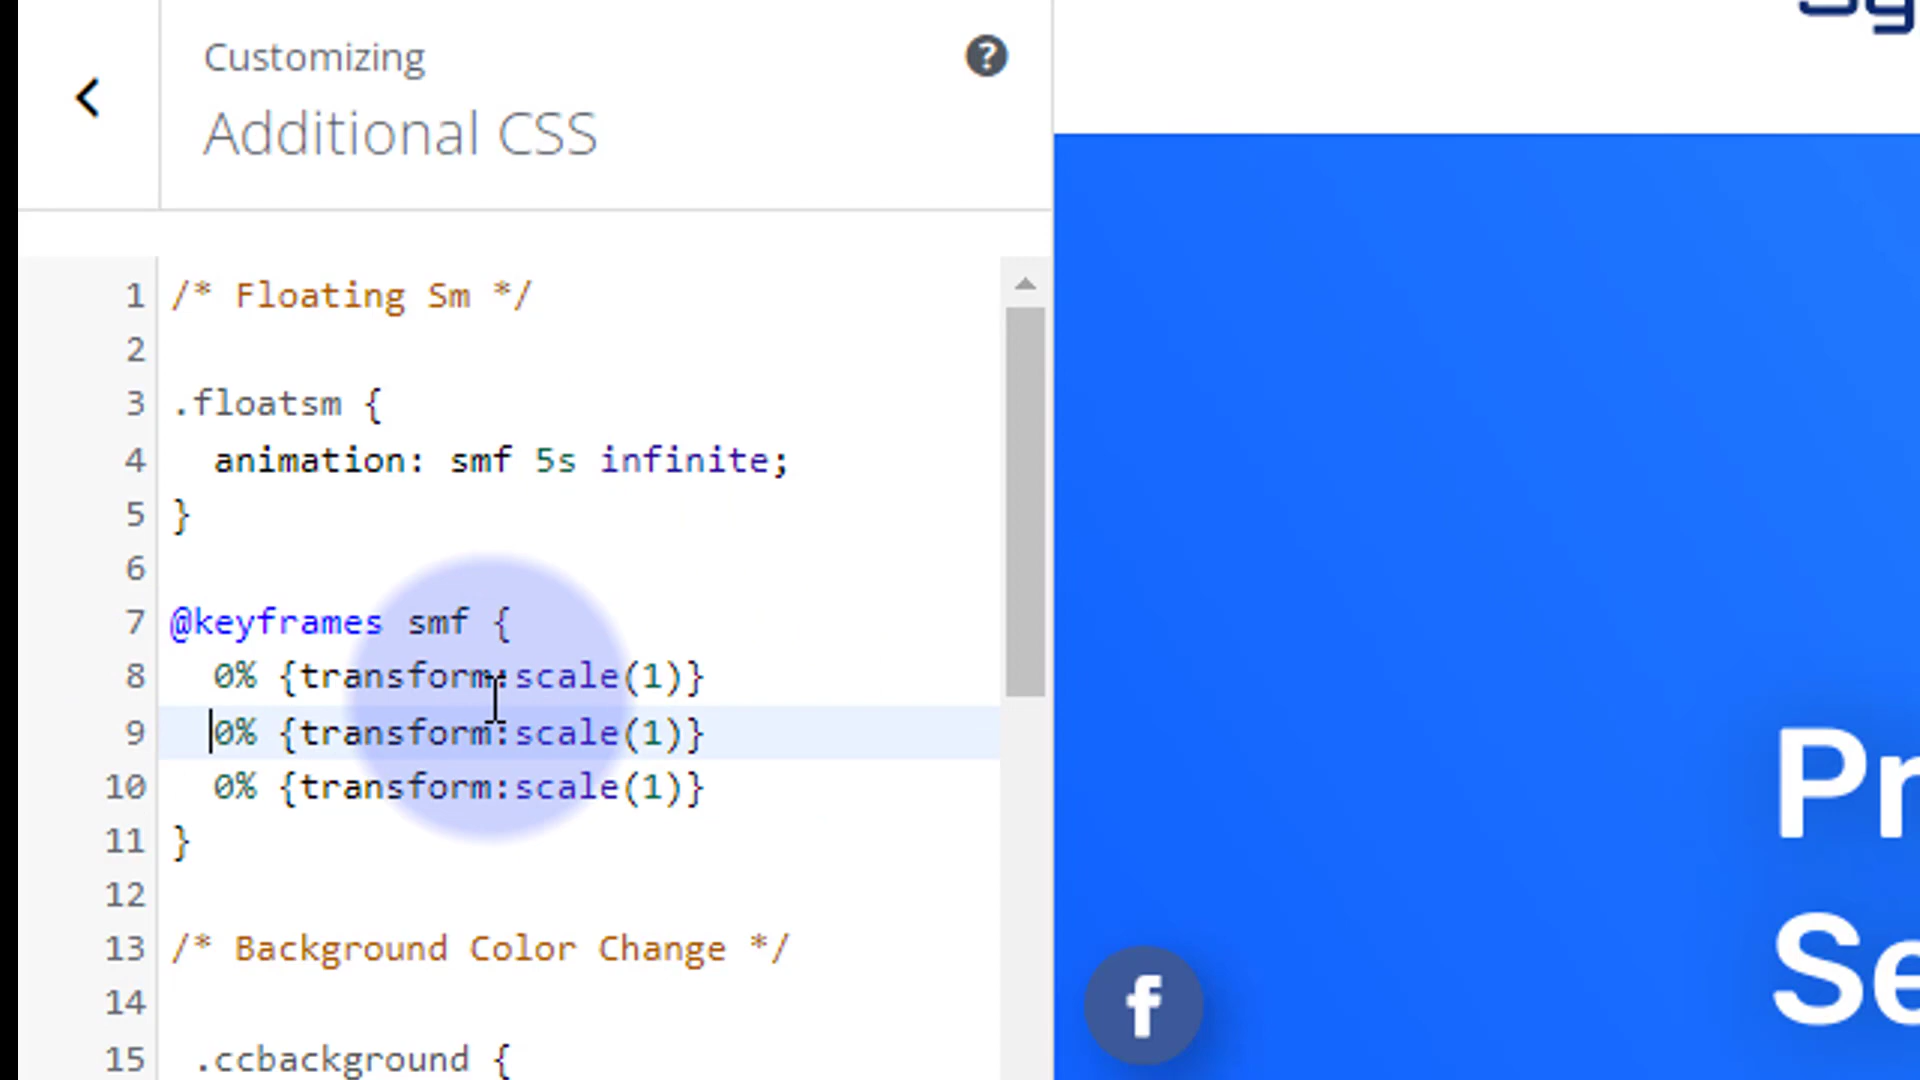 Customizing
?
Additional CSS
1 /* Floating Sm */
2
3 .floatsm {
4 animation: smf 5s infinite;
5 }
6
7 @keyframes smf {
8 0% {transform:scale(1)}
9 0% {transform:scale(1)}
10 0% {transform:scale(1)}
11 }
12
13 /* Background Color Change */
14
15 .ccbackground {
Pr
Se
f